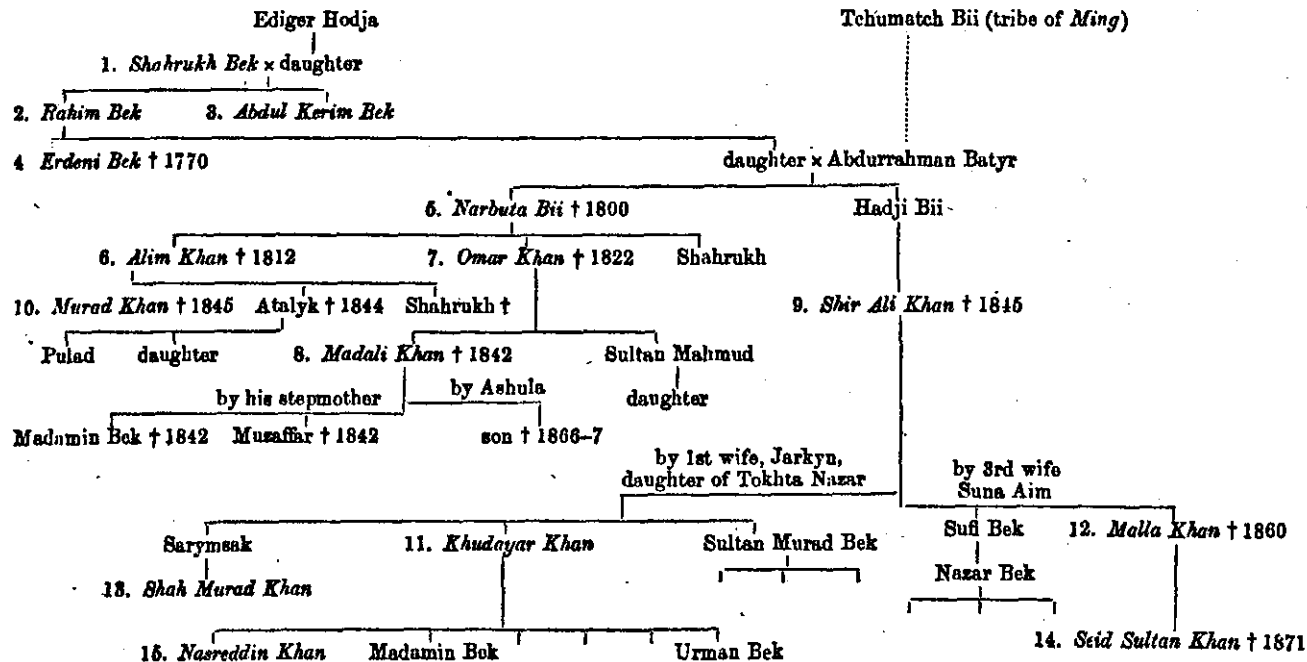 Ediger Hodja Tchumatch Bii (tribe of Ming)
1. Shahrukh Bek × daughter
2. Rahim Bek 3. Abdul Kerim Bek
4 Erdeni Bek † 1770 daughter × Abdurrahman Batyr
5. Narbuta Bii † 1800 Hadji Bii
6. Alim Khan † 1812 7. Omar Khan † 1822 Shahrukh
10. Murad Khan † 1845 Atalyk † 1844 Shahrukh † 9. Shir Ali Khan † 1845
Pulad daughter 8. Madali Khan † 1842 Sultan Mahmud
by his stepmother by Ashula daughter
Madamin Bek † 1842 Muzaffar † 1842 son † 1866–7
by 1st wife, Jarkyn,
daughter of Tokhta Nazar
by 3rd wife
Suna Aim
Sarymsak 11. Khudayar Khan Sultan Murad Bek Sufi Bek 12. Malla Khan † 1860
13. Shah Murad Khan Nazar Bek
15. Nasreddin Khan Madamin Bek Urman Bek 14. Seid Sultan Khan † 1871